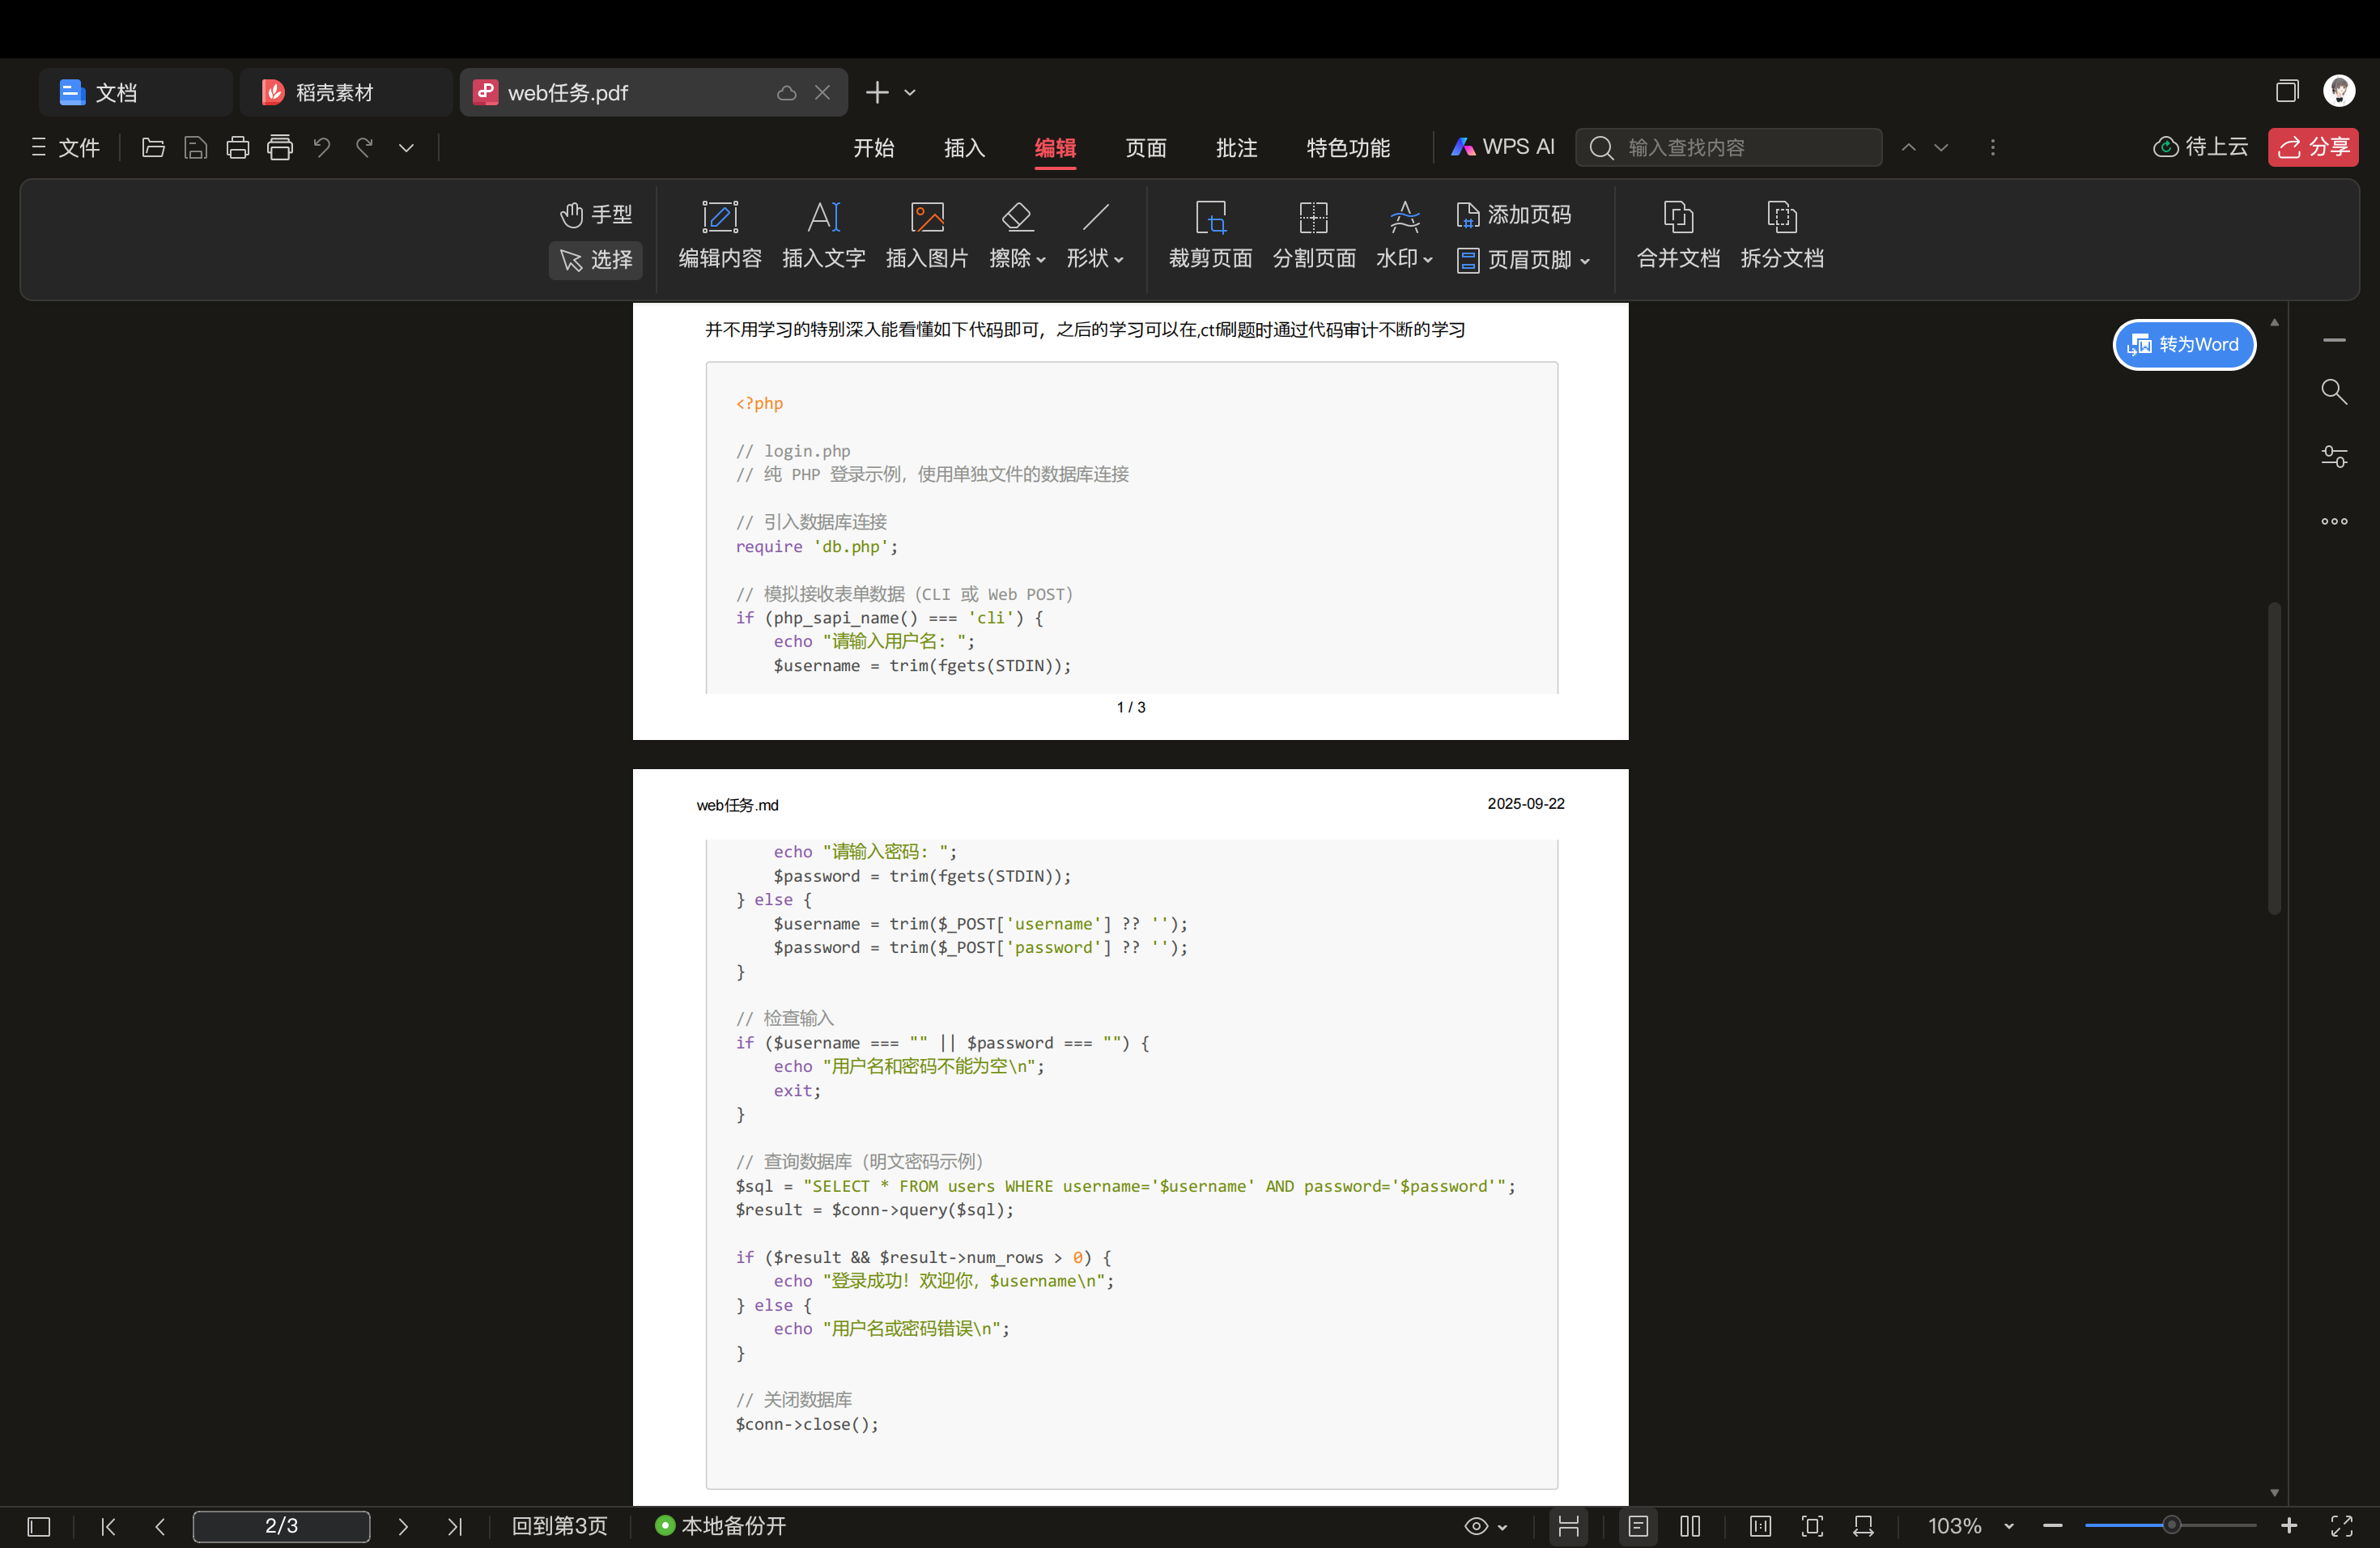 文档
稻壳素材
web任务.pdf
文件
开始
插入
编辑
页面
批注
特色功能
WPS AI
输入查找内容
待上云
分享
手型
选择
编辑内容
插入文字
插入图片
擦除
形状
裁剪页面
分割页面
水印
添加页码
页眉页脚
合并文档
拆分文档
转为Word
并不用学习的特别深入能看懂如下代码即可，之后的学习可以在,ctf刷题时通过代码审计不断的学习
<?php
// login.php
// 纯 PHP 登录示例，使用单独文件的数据库连接
// 引入数据库连接
require 'db.php';
// 模拟接收表单数据（CLI 或 Web POST）
if (php_sapi_name() === 'cli') {
    echo "请输入用户名: ";
    $username = trim(fgets(STDIN));
1 / 3
web任务.md
2025-09-22
    echo "请输入密码: ";
    $password = trim(fgets(STDIN));
} else {
    $username = trim($_POST['username'] ?? '');
    $password = trim($_POST['password'] ?? '');
}
// 检查输入
if ($username === "" || $password === "") {
    echo "用户名和密码不能为空\n";
    exit;
}
// 查询数据库（明文密码示例）
$sql = "SELECT * FROM users WHERE username='$username' AND password='$password'";
$result = $conn->query($sql);
if ($result && $result->num_rows > 0) {
    echo "登录成功！欢迎你，$username\n";
} else {
    echo "用户名或密码错误\n";
}
// 关闭数据库
$conn->close();
2/3
回到第3页
本地备份开
103%